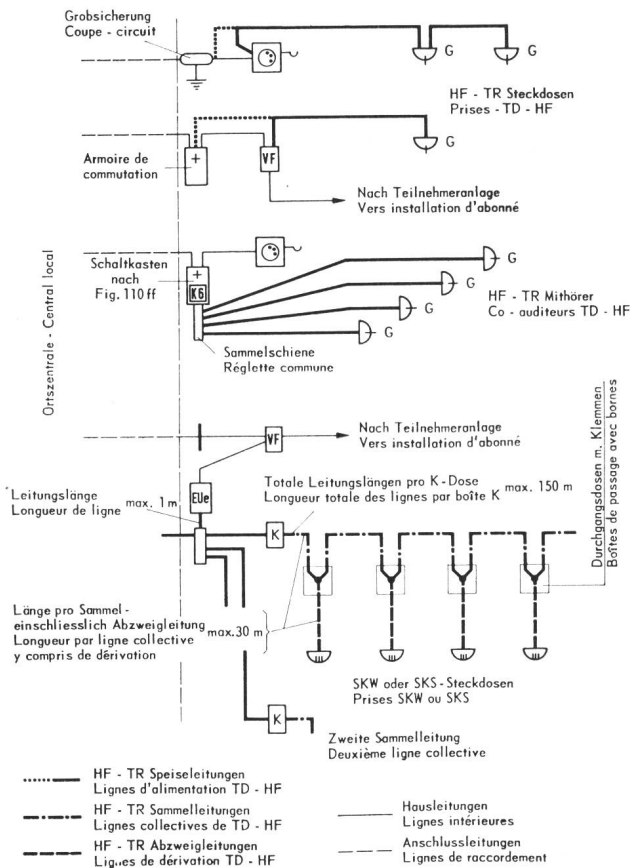 Grobsicherung
Coupe - circuit
G
G
HF - TR Steckdosen
Prises - TD - HF
G
+
VF
Armoire de
commutation
Nach Teilnehmeranlage
Vers installation d'abonné
Ortszentrale - Central local
Schaltkasten
nach
Fig. 110 ff
+
K6
G
G
G
G
HF - TR Mithörer
Co - auditeurs TD - HF
Sammelschiene
Réglette commune
VF
Nach Teilnehmeranlage
Vers installation d'abonné
EUe
Leitungslänge
Longueur de ligne
max. 1 m
Totale Leitungslängen pro K - Dose
Longueur totale des lignes par boîte K
max. 150 m
K
Durchgangsdosen m. Klemmen
Boîtes de passage avec bornes
Länge pro Sammel -
einschliesslich Abzweigleitung
Longueur par ligne collective
y compris de dérivation
max. 30 m
SKW oder SKS - Steckdosen
Prises SKW ou SKS
K
Zweite Sammelleitung
Deuxième ligne collective
HF - TR Speiseleitungen
Lignes d'alimentation TD - HF
HF - TR Sammelleitungen
Lignes collectives de TD - HF
HF - TR Abzweigleitungen
Lignes de dérivation TD - HF
Hausleitungen
Lignes intérieures
Anschlussleitungen
Lignes de raccordement